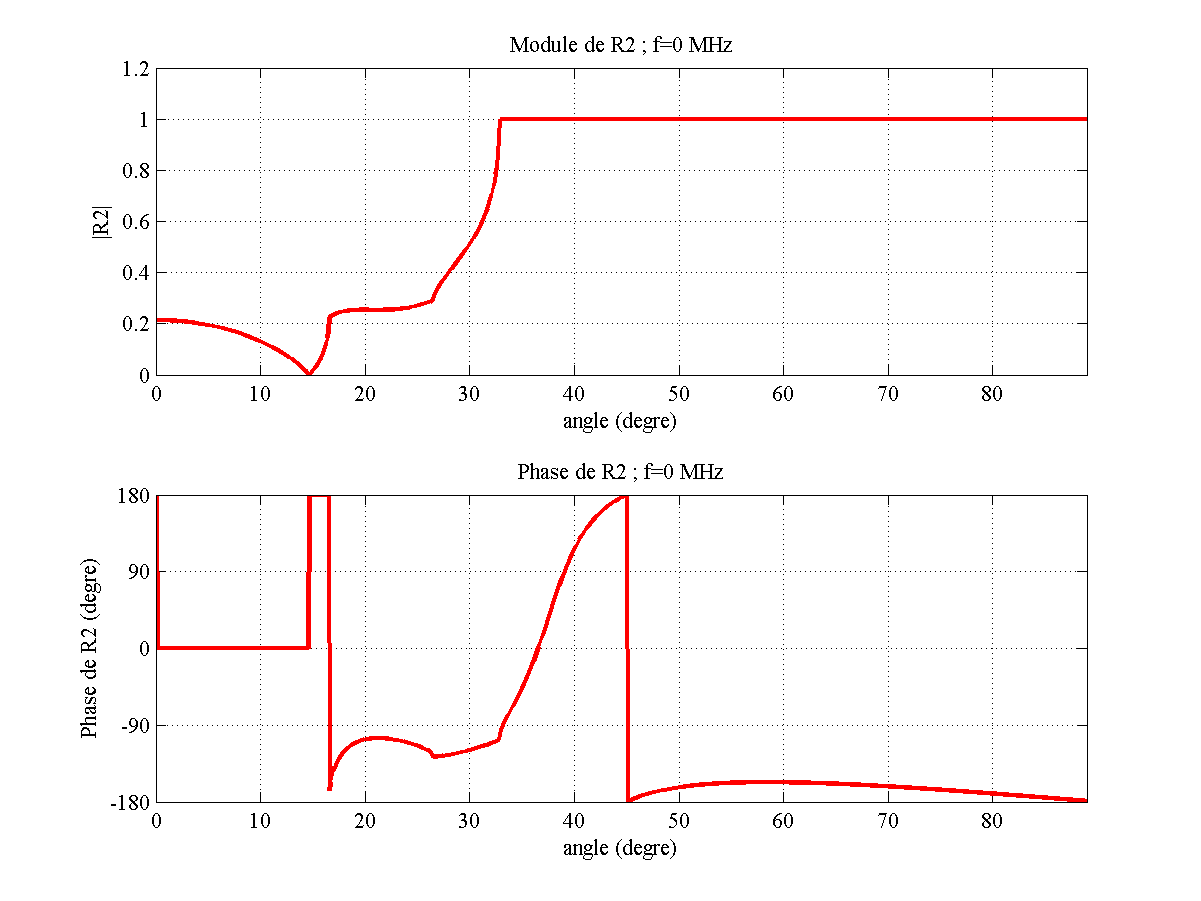 Module de R2 ; f=0 MHz
1.2
1
0.8
0.6
0.4
0.2
0
|R2|
0 10 20 30 40 50 60 70 80
angle (degre)
Phase de R2 ; f=0 MHz
180
90
0
-90
-180
Phase de R2 (degre)
0 10 20 30 40 50 60 70 80
angle (degre)